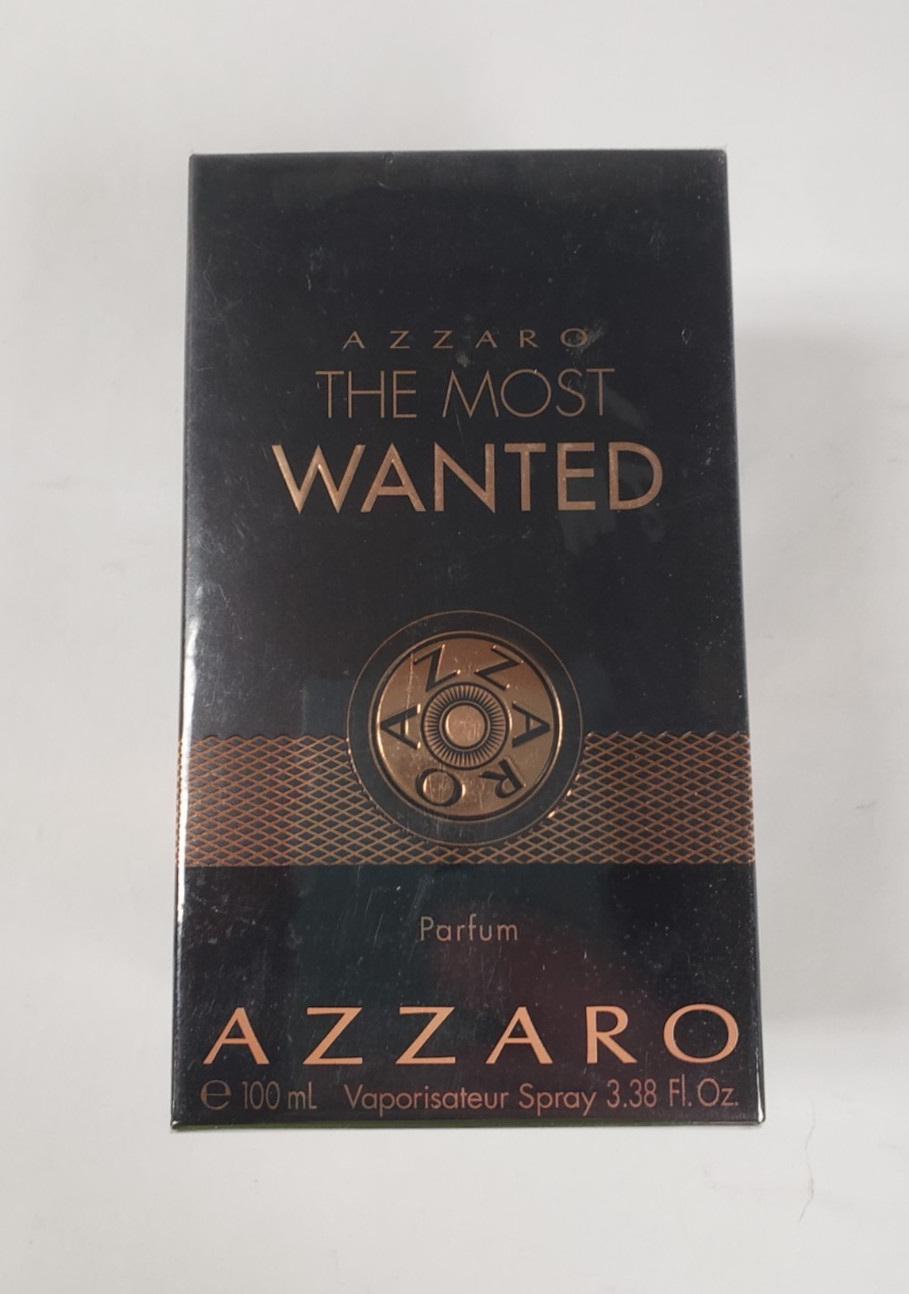 AZZARO
THE MOST
WANTED
AZZARO
Parfum
AZZARO
℮ 100 mL Vaporisateur Spray 3.38 Fl. Oz.